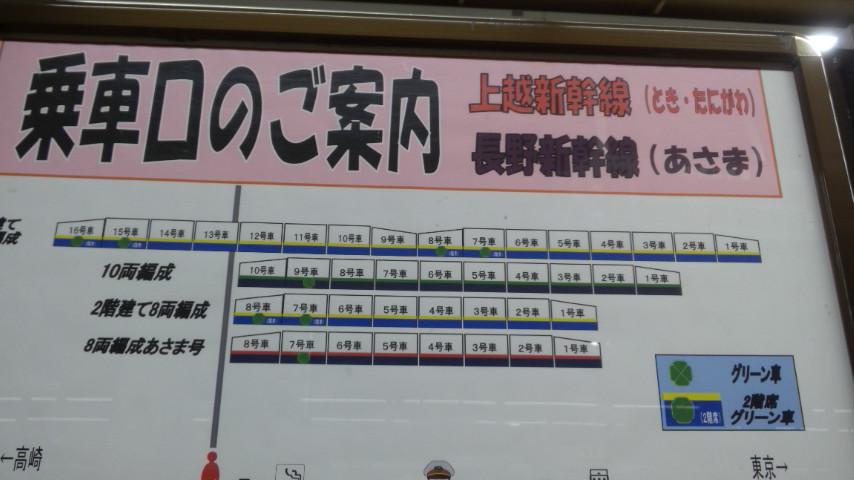 乗車口のご案内
上越新幹線(とき・たにがわ)
長野新幹線(あさま)
16号車 15号車 14号車 13号車 12号車 11号車 10号車 9号車 8号車 7号車 6号車 5号車 4号車 3号車 2号車 1号車
10両編成
10号車 9号車 8号車 7号車 6号車 5号車 4号車 3号車 2号車 1号車
2階建て8両編成
8号車 7号車 6号車 5号車 4号車 3号車 2号車 1号車
8両編成あさま号
8号車 7号車 6号車 5号車 4号車 3号車 2号車 1号車
グリーン車
(2階席)
2階席
グリーン車
←高崎
東京→